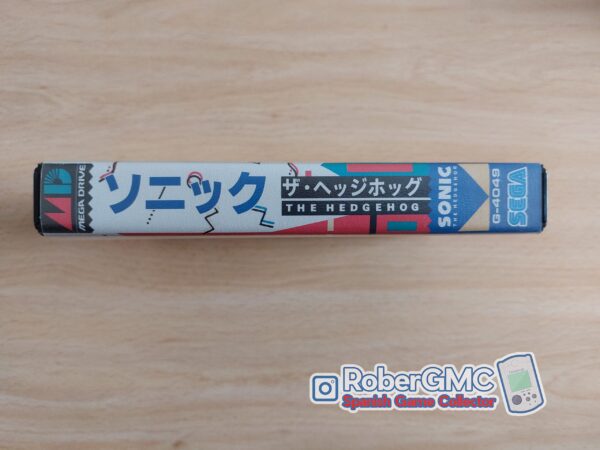 MD
MEGA DRIVE
ソニック
ザ・ヘッジホッグ
THE HEDGEHOG
SONIC
THE HEDGEHOG
G-4049
SEGA
RoberGMC
Spanish Game Collector